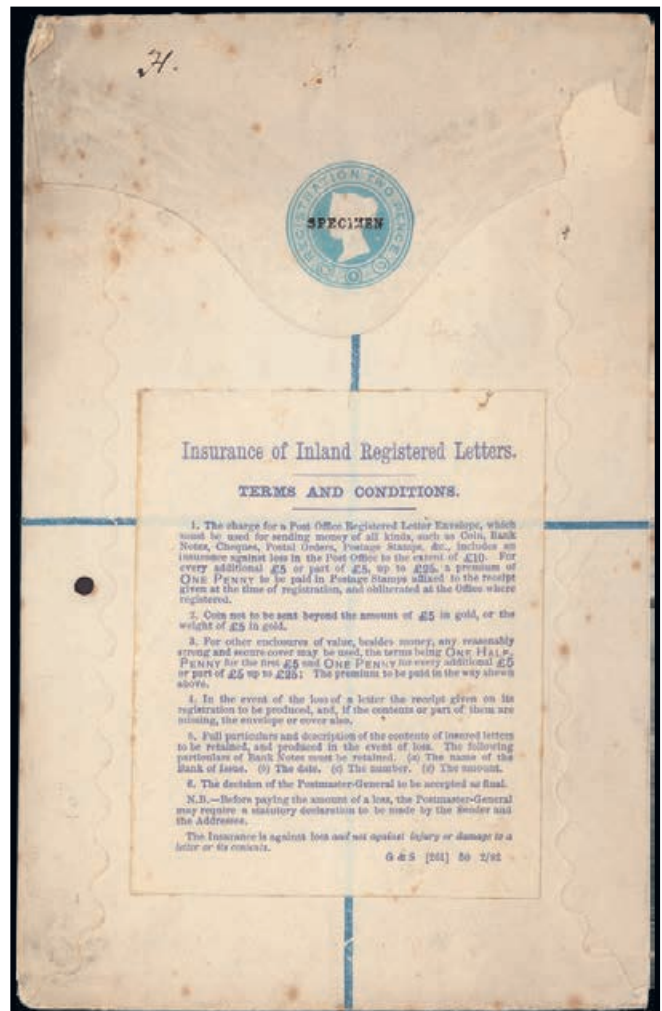 H.
REGISTRATION TWO PENCE
SPECIMEN
Insurance of Inland Registered Letters.
TERMS AND CONDITIONS.
1. The charge for a Post Office Registered Letter Envelope, which
must be used for sending money of all kinds, such as Coin, Bank
Notes, Cheques, Postal Orders, Postage Stamps, &c., includes an
insurance against loss in the Post Office to the extent of £10. For
every additional £5 or part of £5, up to £25, a premium of
ONE PENNY to be paid in Postage Stamps affixed to the receipt
given at the time of registration, and obliterated at the Office where
registered.
2. Coin not to be sent beyond the amount of £5 in gold, or the
weight of £5 in gold.
3. For other enclosures of value, besides money, any reasonably
strong and secure cover may be used, the terms being ONE HALF-
PENNY for the first £5 and ONE PENNY for every additional £5
or part of £5 up to £25: The premium to be paid in the way shown
above.
4. In the event of the loss of a letter the receipt given on its
registration to be produced, and, if the contents or part of them are
missing, the envelope or cover also.
5. Full particulars and description of the contents of insured letters
to be retained, and produced in the event of loss. The following
particulars of Bank Notes must be retained. (a) The name of the
Bank of Issue. (b) The date. (c) The number. (d) The amount.
6. The decision of the Postmaster-General to be accepted as final.
N.B.—Before paying the amount of a loss, the Postmaster-General
may require a statutory declaration to be made by the Sender and
the Addressee.
The Insurance is against loss and not against injury or damage to a
letter or its contents.
G & S [261] 50 2/92